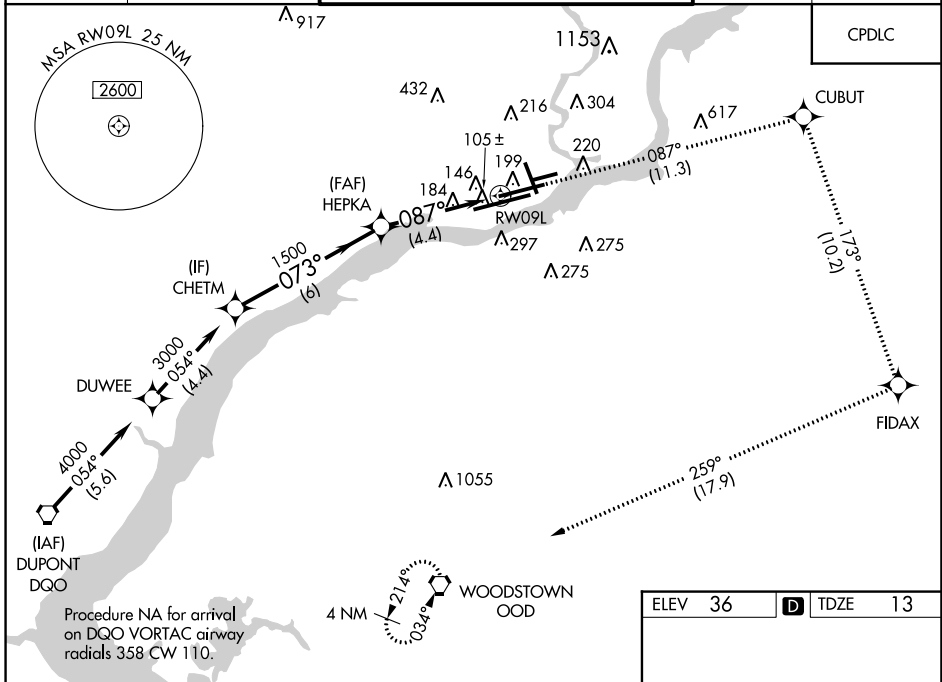 917
MSA RW09L 25 NM
2600
1153
CPDLC
432
216
304
617
CUBUT
105 ±
199
220
087°
(11.3)
146
184
(FAF)
HEPKA
087°
(4.4)
RW09L
297
275
275
1500
073°
(6)
(IF)
CHETM
173°
(10.2)
3000
054°
(4.4)
DUWEE
FIDAX
4000
054°
(5.6)
259°
(17.9)
1055
(IAF)
DUPONT
DQO
214°
034°
4 NM
WOODSTOWN
OOD
Procedure NA for arrival
on DQO VORTAC airway
radials 358 CW 110.
ELEV 36 D TDZE 13